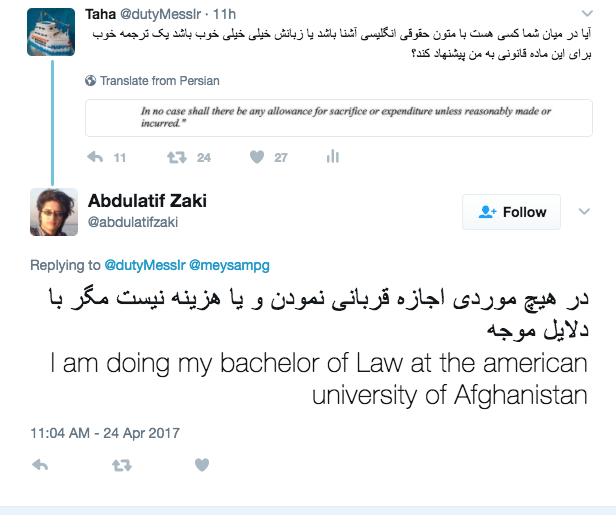 Taha @dutyMessIr · 11h
آیا در میان شما کسی هست با متون حقوقی انگلیسی آشنا باشد یا زبانش خیلی خیلی خوب باشد یک ترجمه خوب
برای این ماده قانونی به من پیشنهاد کند؟
Translate from Persian
In no case shall there be any allowance for sacrifice or expenditure unless reasonably made or
incurred."
11 24 27
Abdulatif Zaki
@abdulatifzaki
Follow
Replying to @dutyMessIr @meysampg
در هیچ موردی اجازه قربانی نمودن و یا هزینه نیست مگر با
دلایل موجه
I am doing my bachelor of Law at the american
university of Afghanistan
11:04 AM - 24 Apr 2017